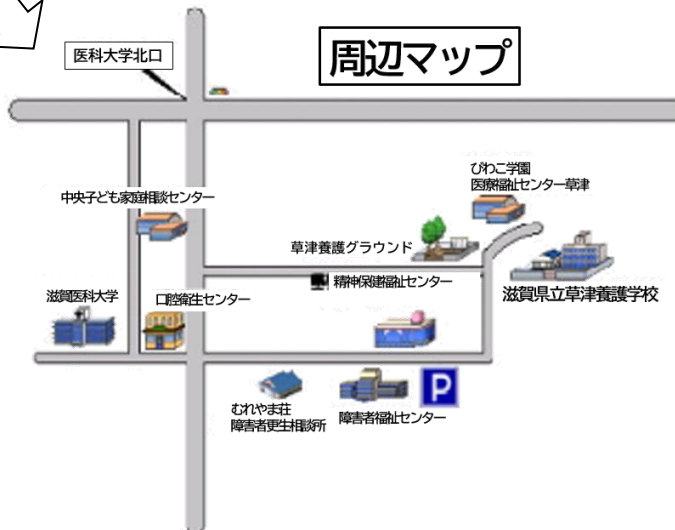 医科大学北口
周辺マップ
びわこ学園
医療福祉センター草津
中央子ども家庭相談センター
草津養護グラウンド
精神保健福祉センター
滋賀医科大学
口腔衛生センター
滋賀県立草津養護学校
P
むれやま荘
障害者更生相談所
障害者福祉センター